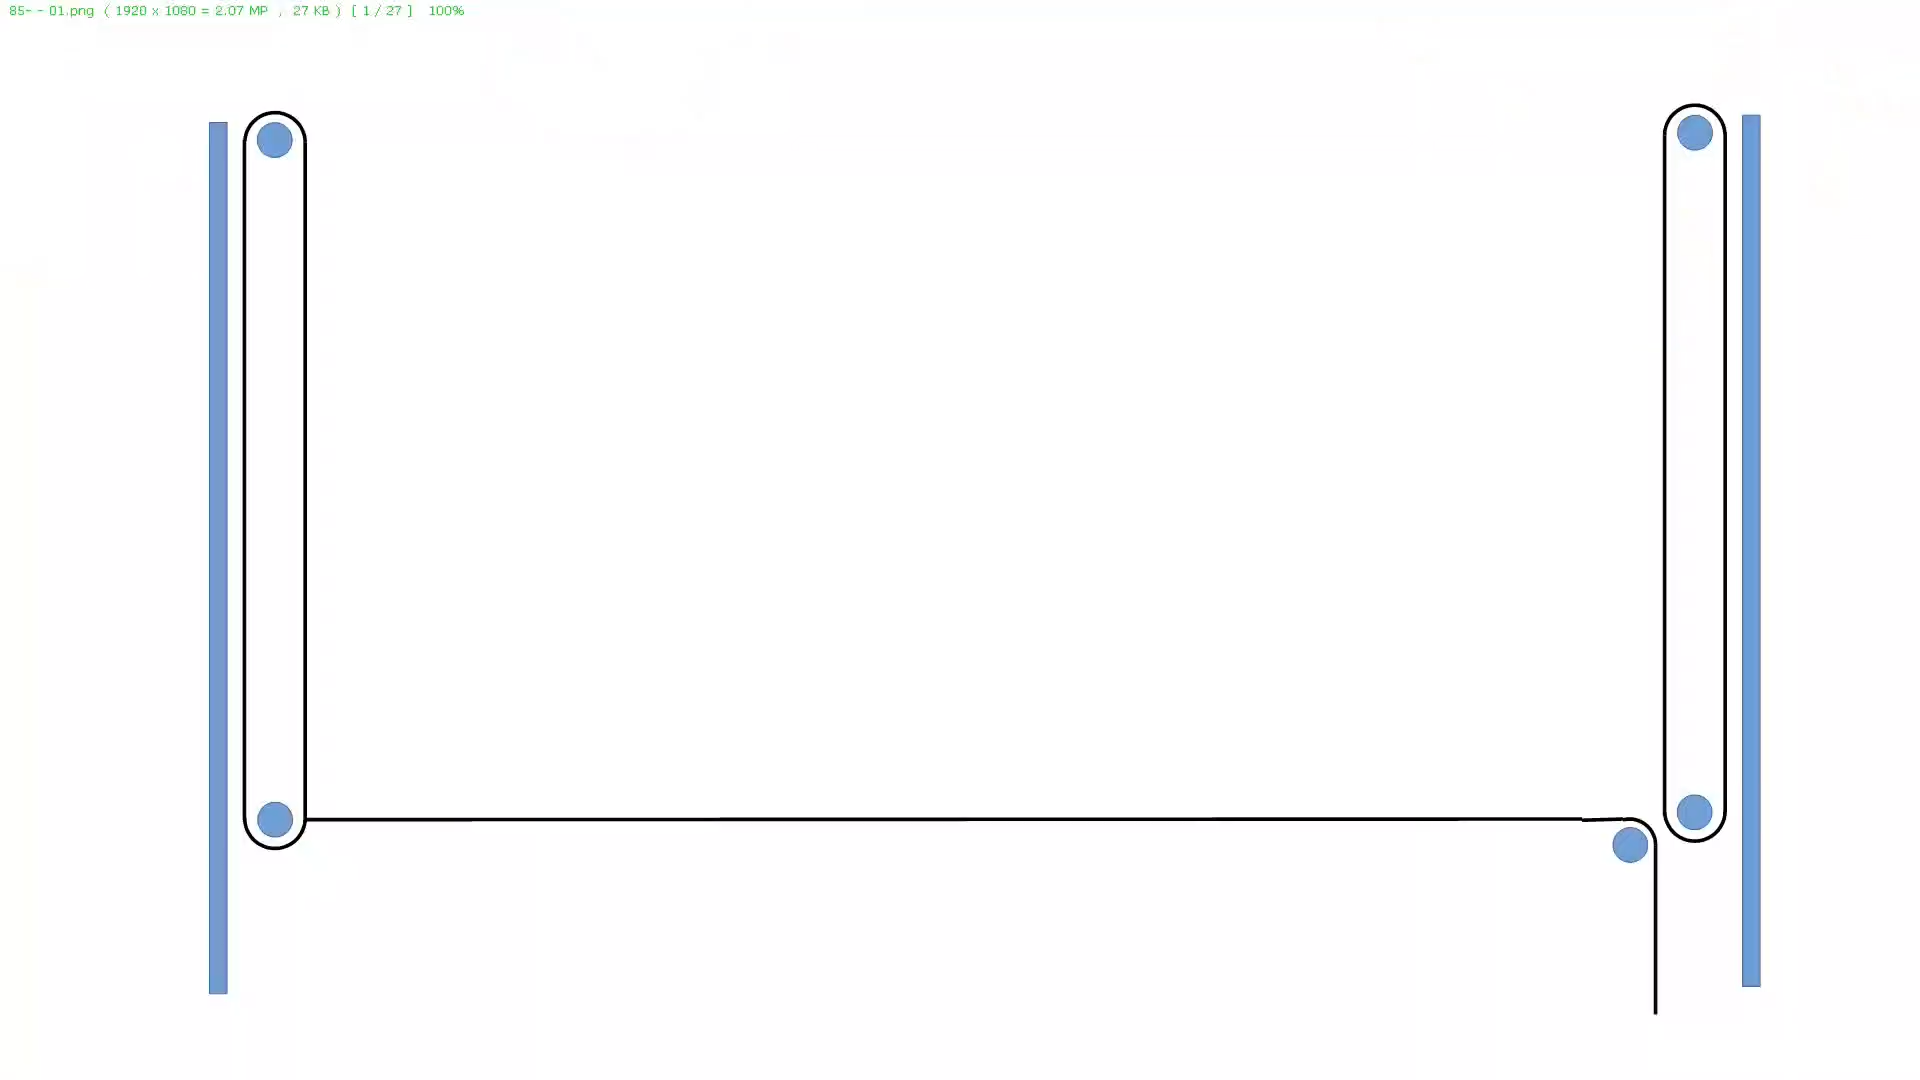 85- - 01.png ( 1920 x 1080 = 2.07 MP , 27 KB ) [ 1 / 27 ] 100%